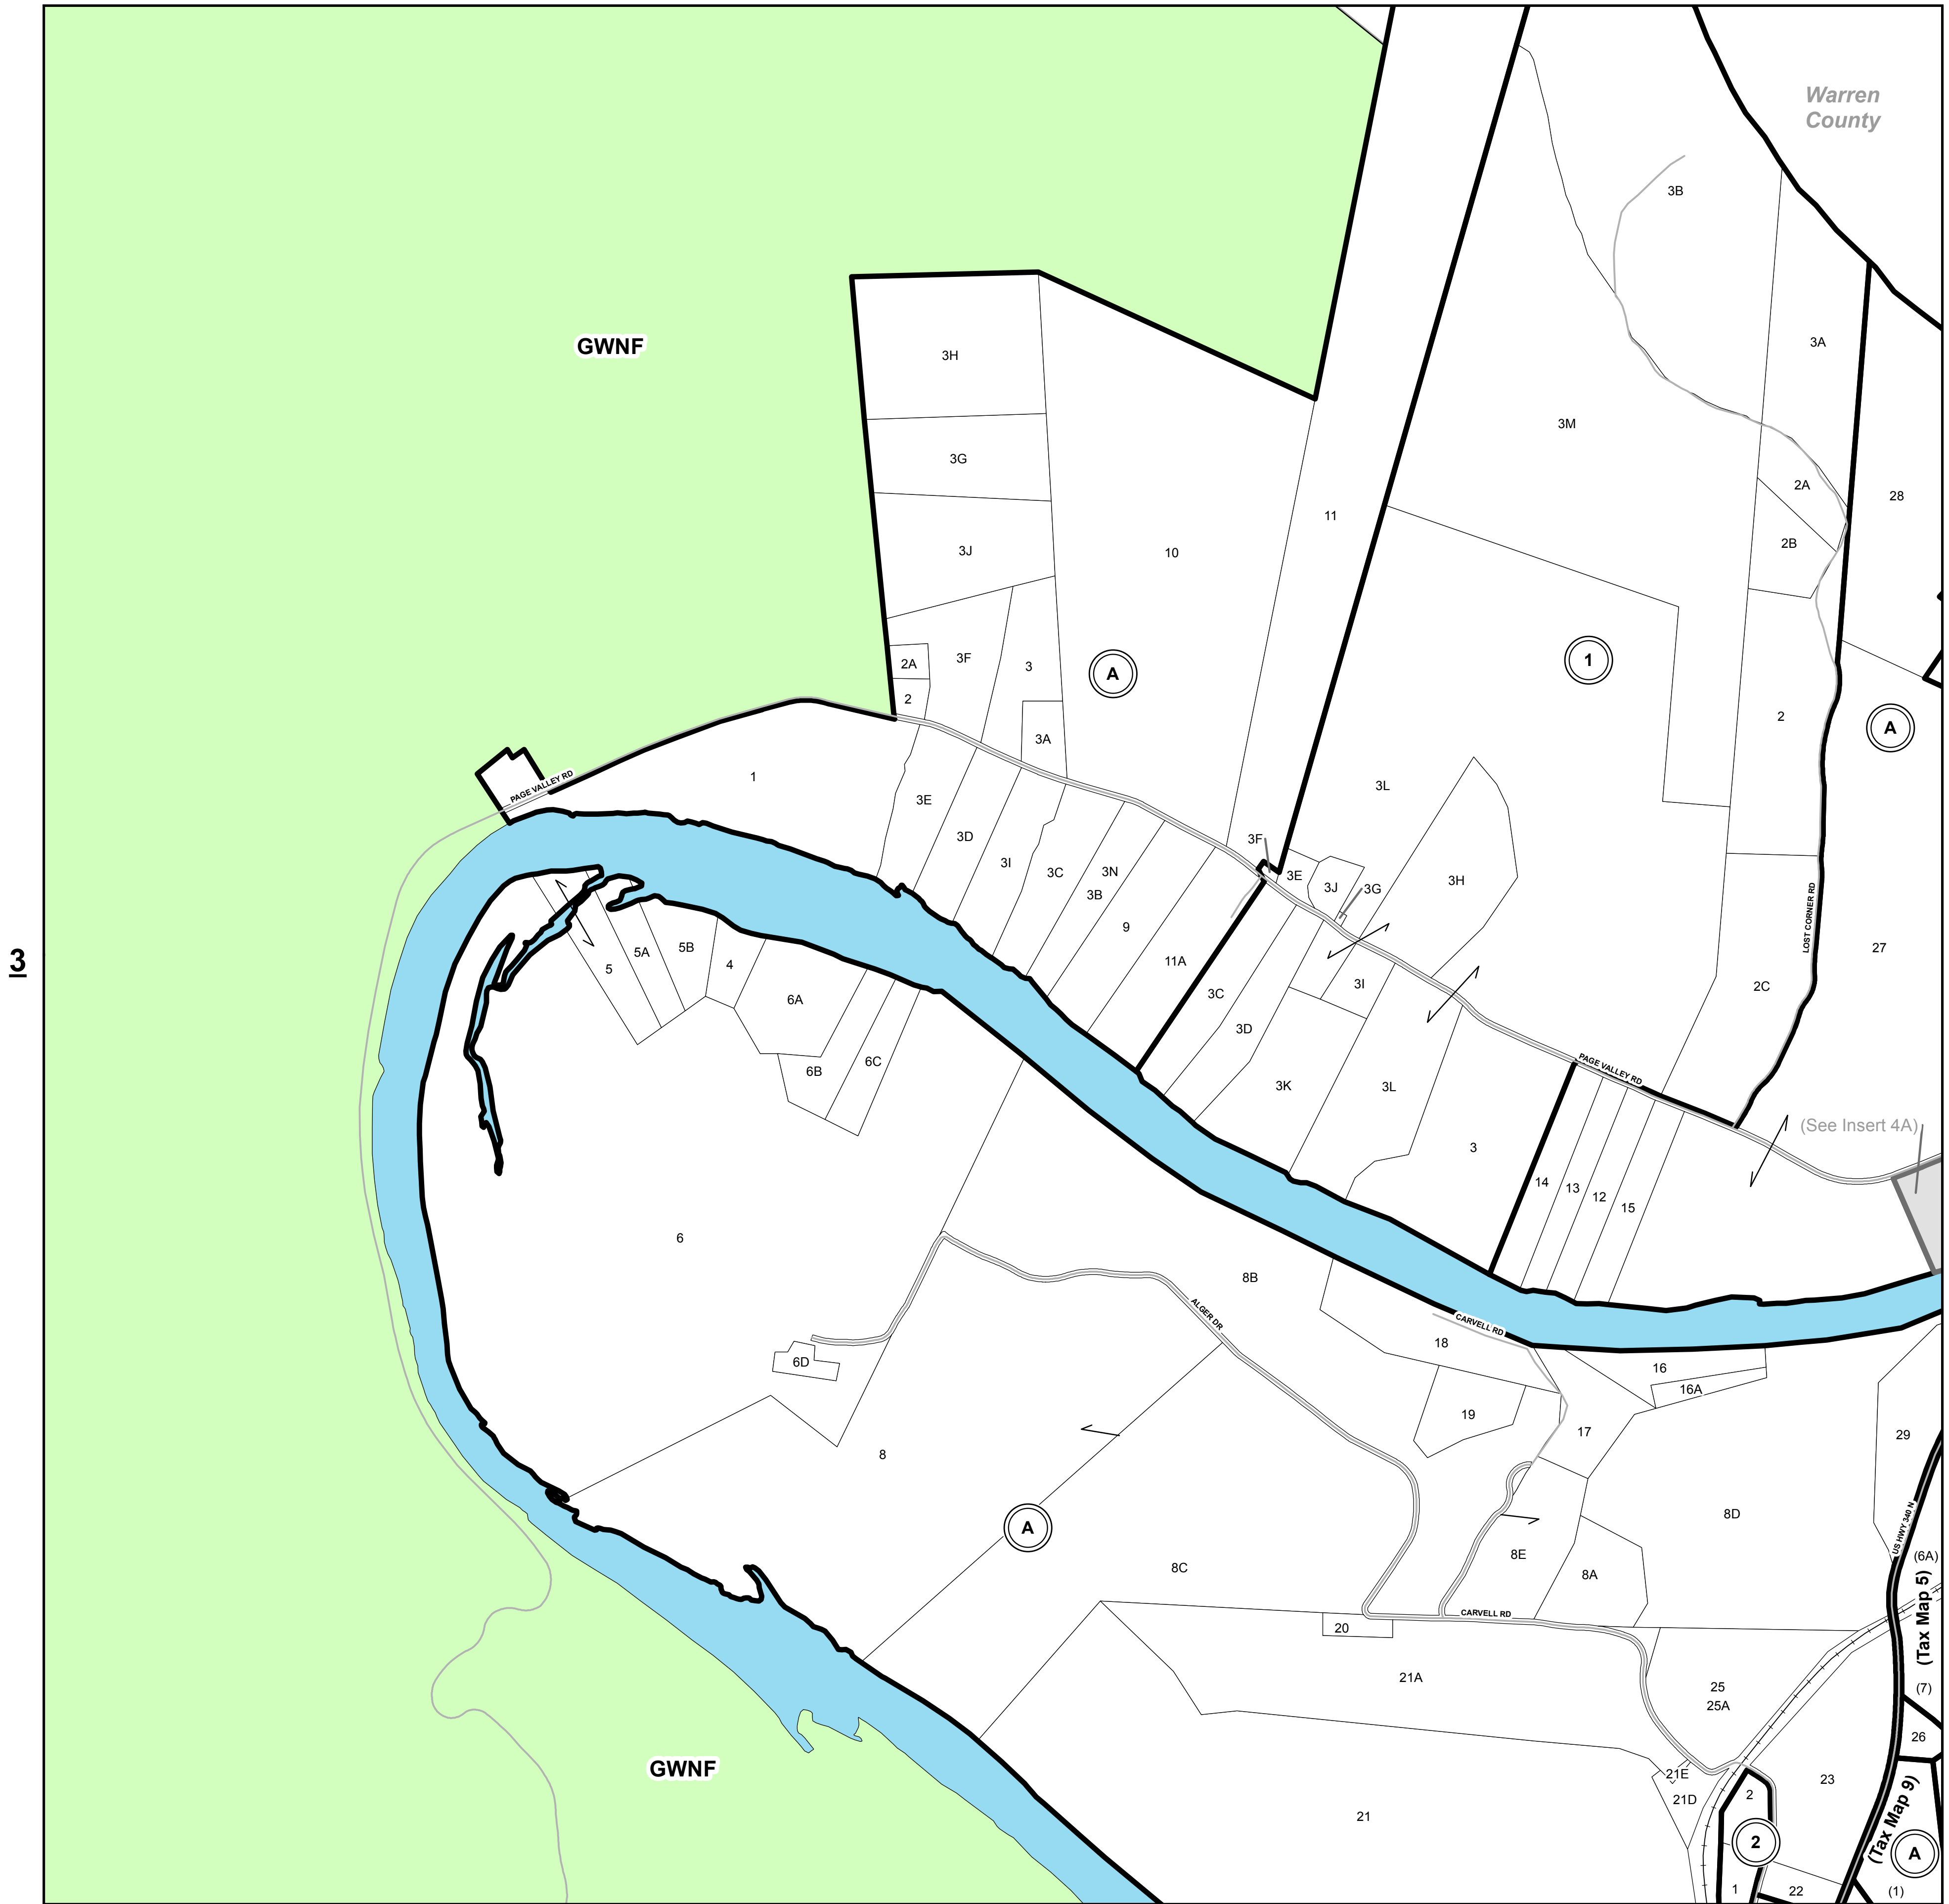 Warren
County
3B
3A
GWNF
3H
3M
3G
2A
28
11
3J
10
2B
3F
2A
3
A
1
2
2
A
3A
PAGE VALLEY RD
1
3L
3E
3D
3F
3I
3C
3N
3B
3E
3J
3G
3H
9
LOST CORNER RD
27
3
5
5A
5B
4
11A
6A
3C
3I
2C
3D
6B
6C
3K
3L
PAGE VALLEY RD
(See Insert 4A)
3
14
13
12
15
6
8B
ALGER DR
CARVELL RD
18
6D
16
16A
19
17
29
8
8D
A
US HWY 340 N
8E
8C
8A
(6A)
(Tax Map 5)
CARVELL RD
20
21A
25
25A
(7)
26
GWNF
21E
21D
23
2
21
2
(Tax Map 9)
A
1
22
(1)